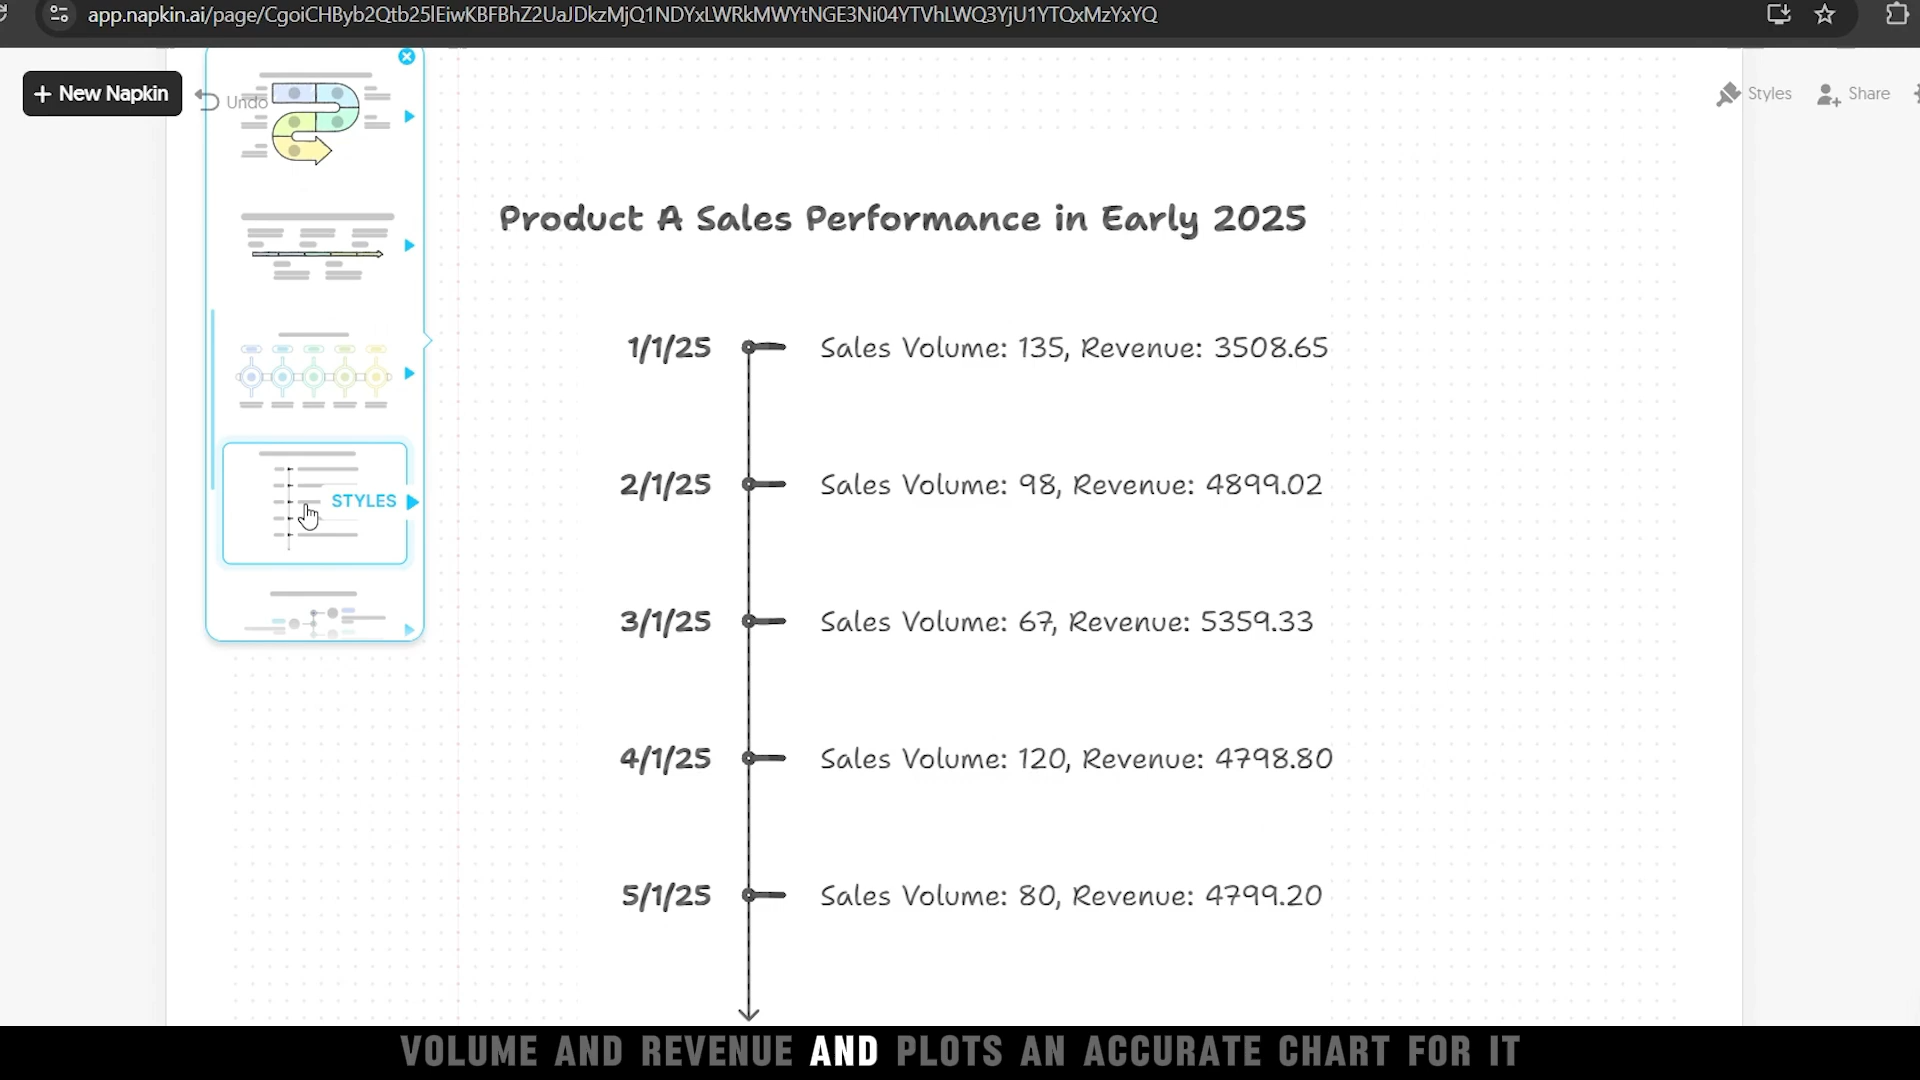 app.napkin.ai/page/CgoiCHByb2Qtb25lEiwKBFBhZ2UaJDkzMjQ1NDYxLWRkMWYtNGE3Ni04YTVhLWQ3YjU1YTQxMzYxYQ
+ New Napkin
Undo
Styles
Share
Product A Sales Performance in Early 2025
1/1/25 Sales Volume: 135, Revenue: 3508.65
2/1/25 Sales Volume: 98, Revenue: 4899.02
STYLES
3/1/25 Sales Volume: 67, Revenue: 5359.33
4/1/25 Sales Volume: 120, Revenue: 4798.80
5/1/25 Sales Volume: 80, Revenue: 4799.20
VOLUME AND REVENUE AND PLOTS AN ACCURATE CHART FOR IT